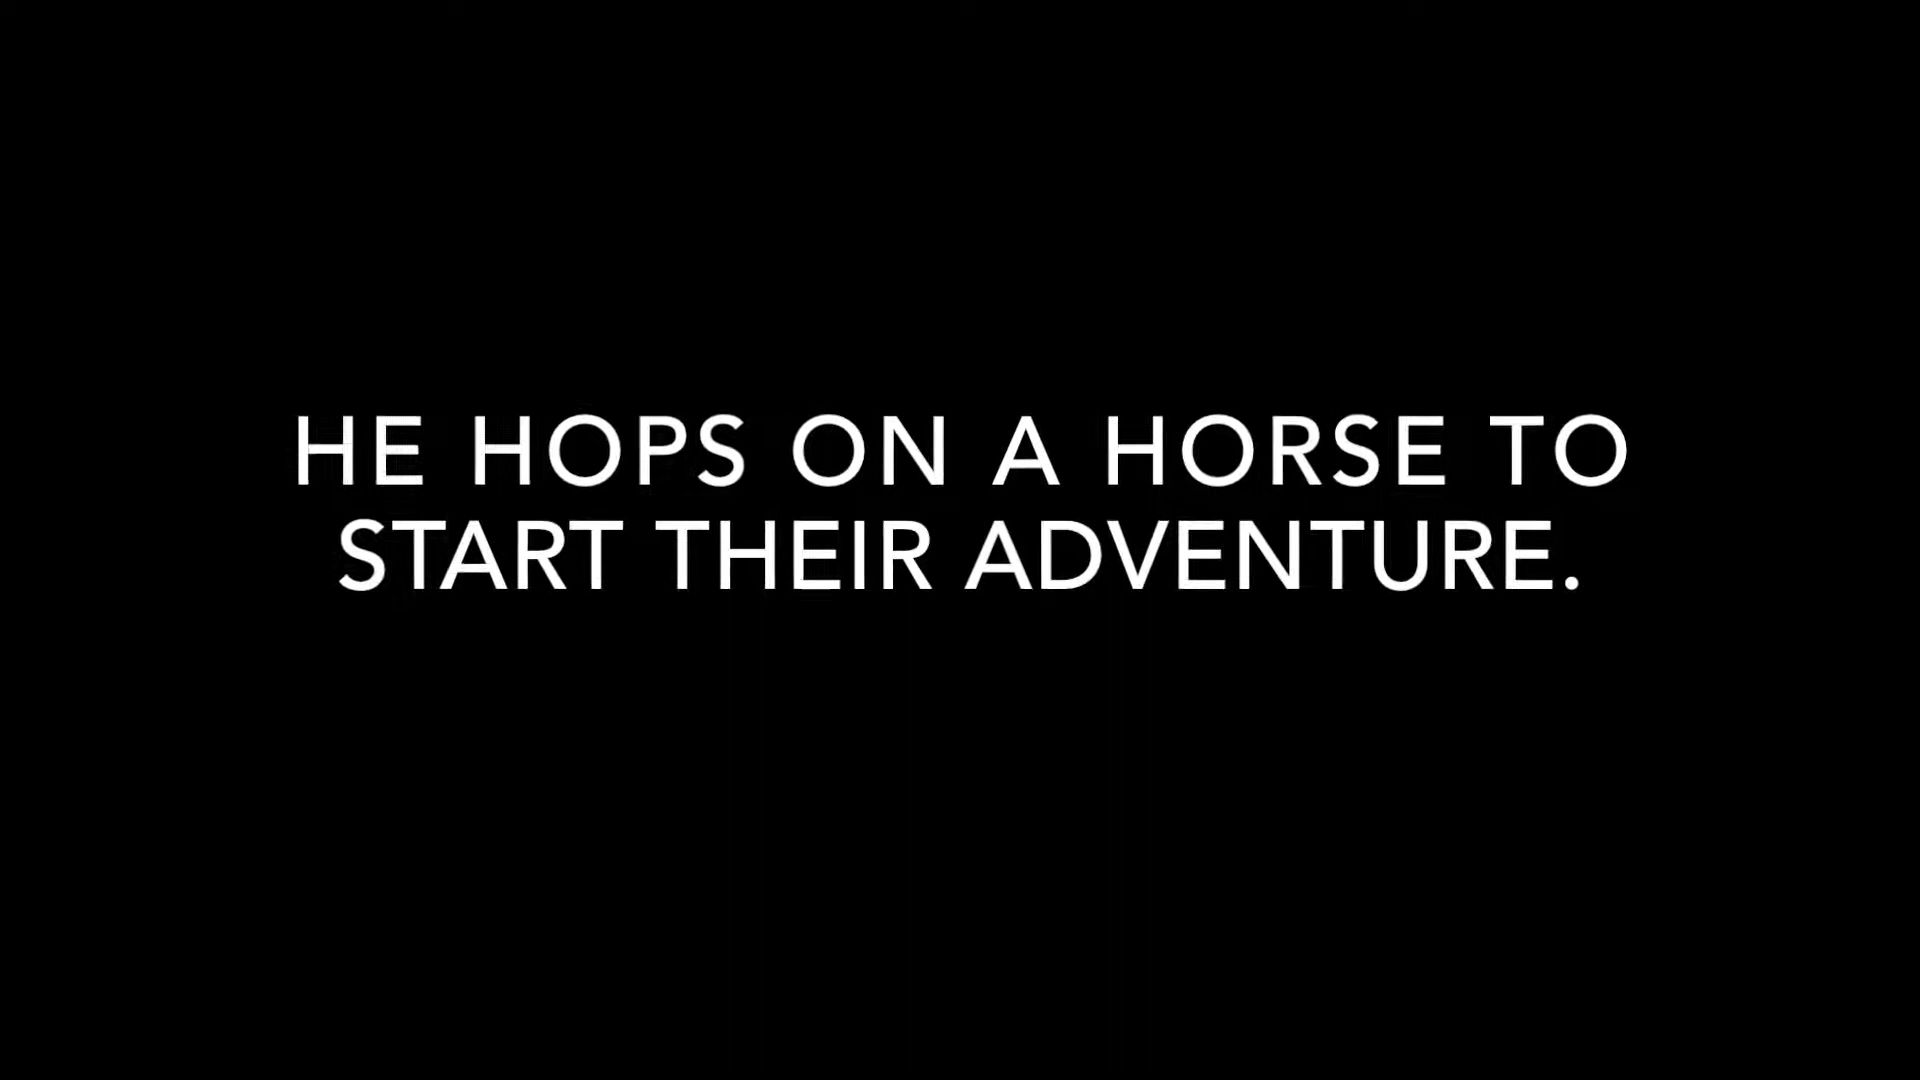 HE HOPS ON A HORSE TO
START THEIR ADVENTURE.